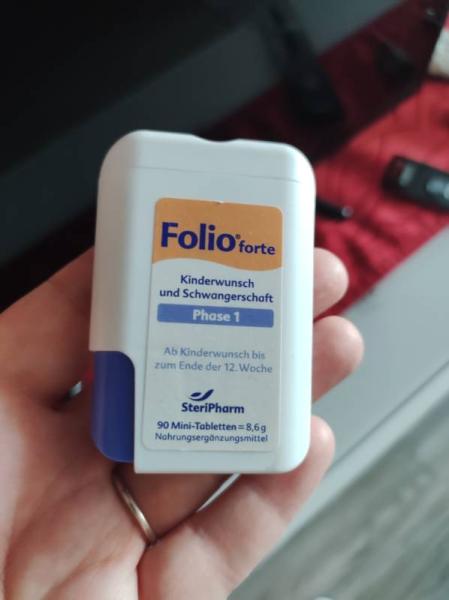 Folio® forte
Kinderwunsch
und Schwangerschaft
Phase 1
Ab Kinderwunsch bis
zum Ende der 12. Woche
SteriPharm
90 Mini-Tabletten = 8,6 g
Nahrungsergänzungsmittel